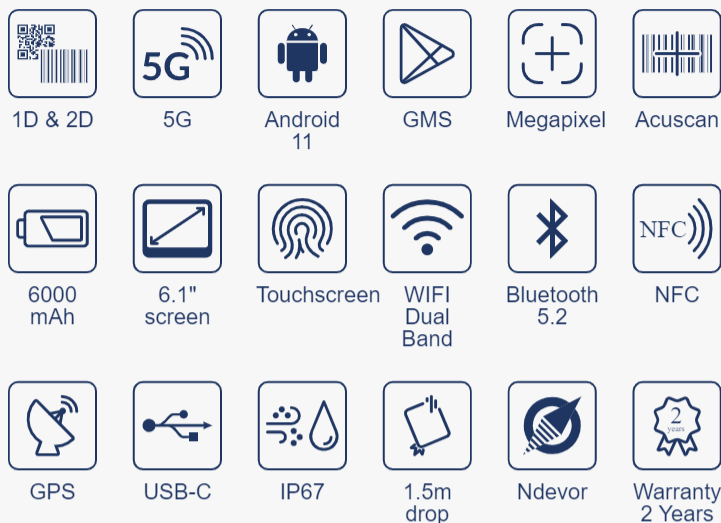 5G
1D & 2D
5G
Android
11
GMS
Megapixel
Acuscan
NFC
6000
mAh
6.1"
screen
Touchscreen
WIFI
Dual
Band
Bluetooth
5.2
NFC
2
years
GPS
USB-C
IP67
1.5m
drop
Ndevor
Warranty
2 Years